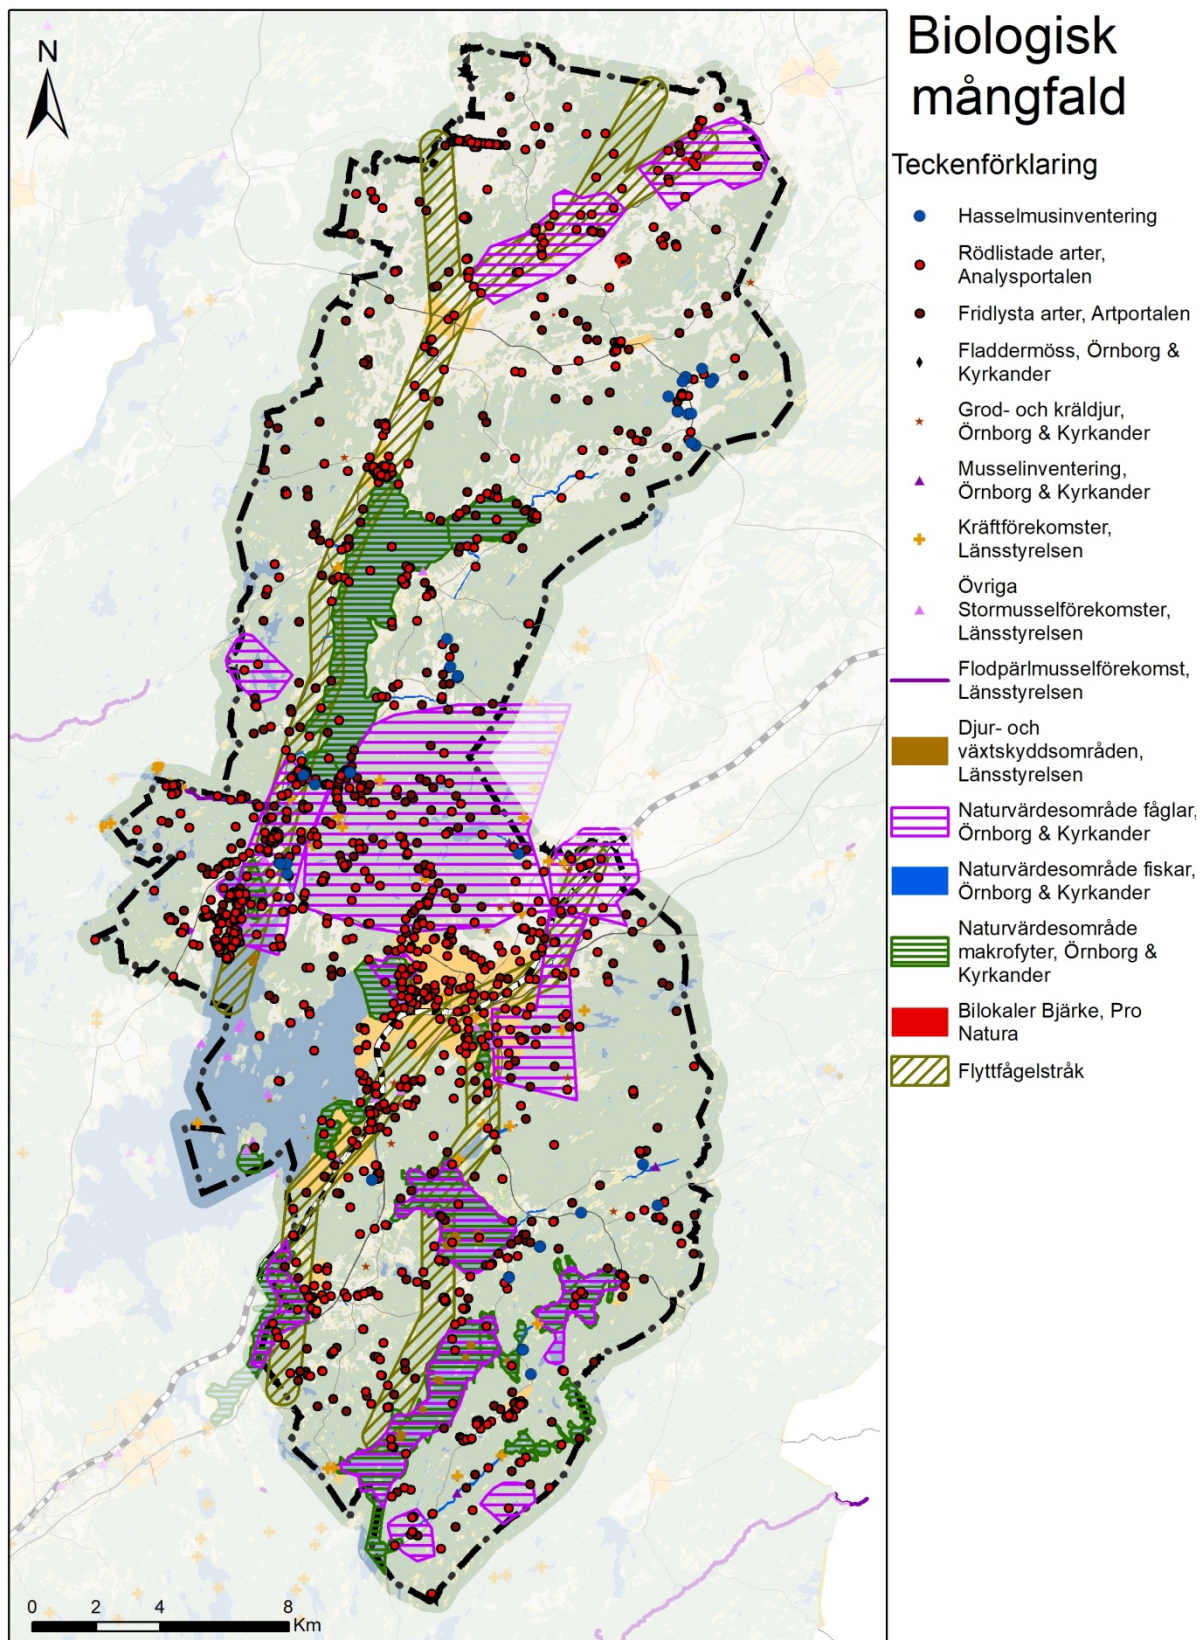 Biologisk
mångfald
Teckenförklaring
N
Hasselmusinventering
Rödlistade arter,
Analysportalen
Fridlysta arter, Artportalen
Fladdermöss, Örnborg &
Kyrkander
Grod- och kräldjur,
Örnborg & Kyrkander
Musselinventering,
Örnborg & Kyrkander
Kräftförekomster,
Länsstyrelsen
Övriga
Stormusselförekomster,
Länsstyrelsen
Flodpärlmusselförekomst,
Länsstyrelsen
Djur- och
växtskyddsområden,
Länsstyrelsen
Naturvärdesområde fåglar,
Örnborg & Kyrkander
Naturvärdesområde fiskar,
Örnborg & Kyrkander
Naturvärdesområde
makrofyter, Örnborg &
Kyrkander
Bilokaler Bjärke, Pro
Natura
Flyttfågelstråk
0 2 4 8
Km